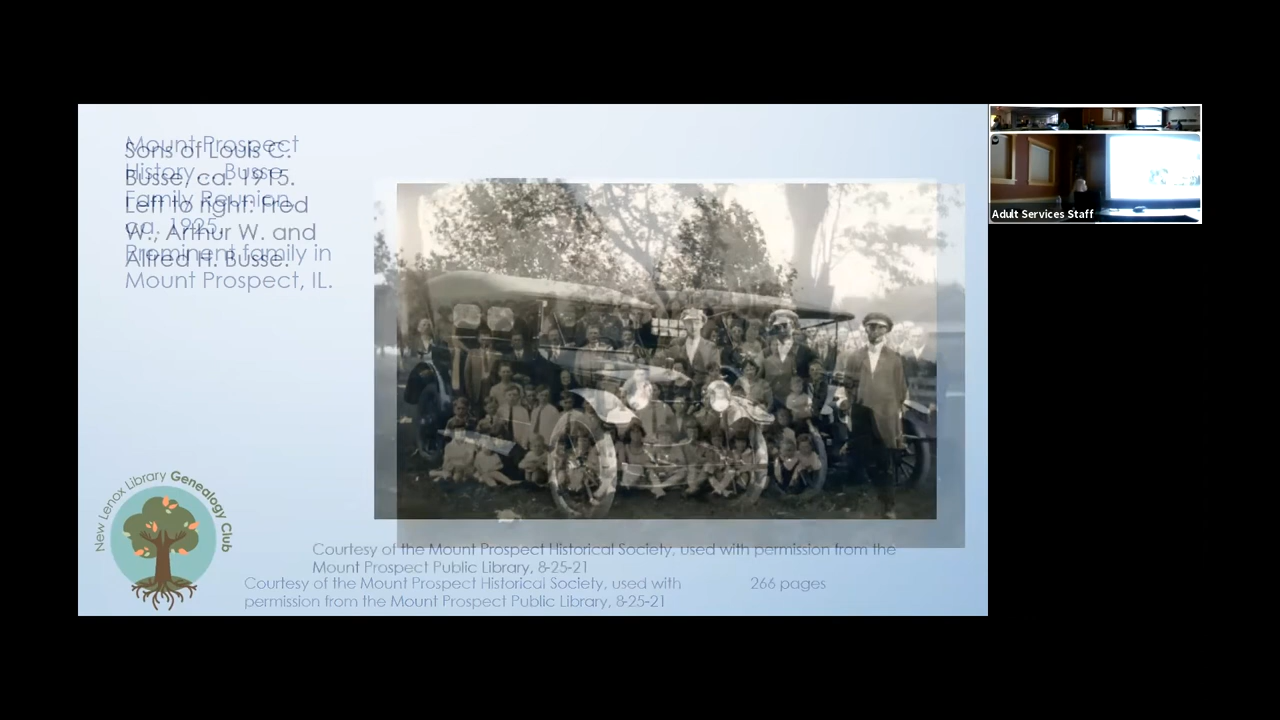 Mount Prospect
History... Busse
Family Reunion,
ca. 1925.
Prominent family in
Mount Prospect, IL.
Sons of Louis C.
Busse, ca. 1915.
Left to right: Fred
W., Arthur W. and
Alfred H. Busse.
Adult Services Staff
New Lenox Library Genealogy Club
Courtesy of the Mount Prospect Historical Society, used with permission from the
Mount Prospect Public Library, 8-25-21
Courtesy of the Mount Prospect Historical Society, used with
permission from the Mount Prospect Public Library, 8-25-21
266 pages